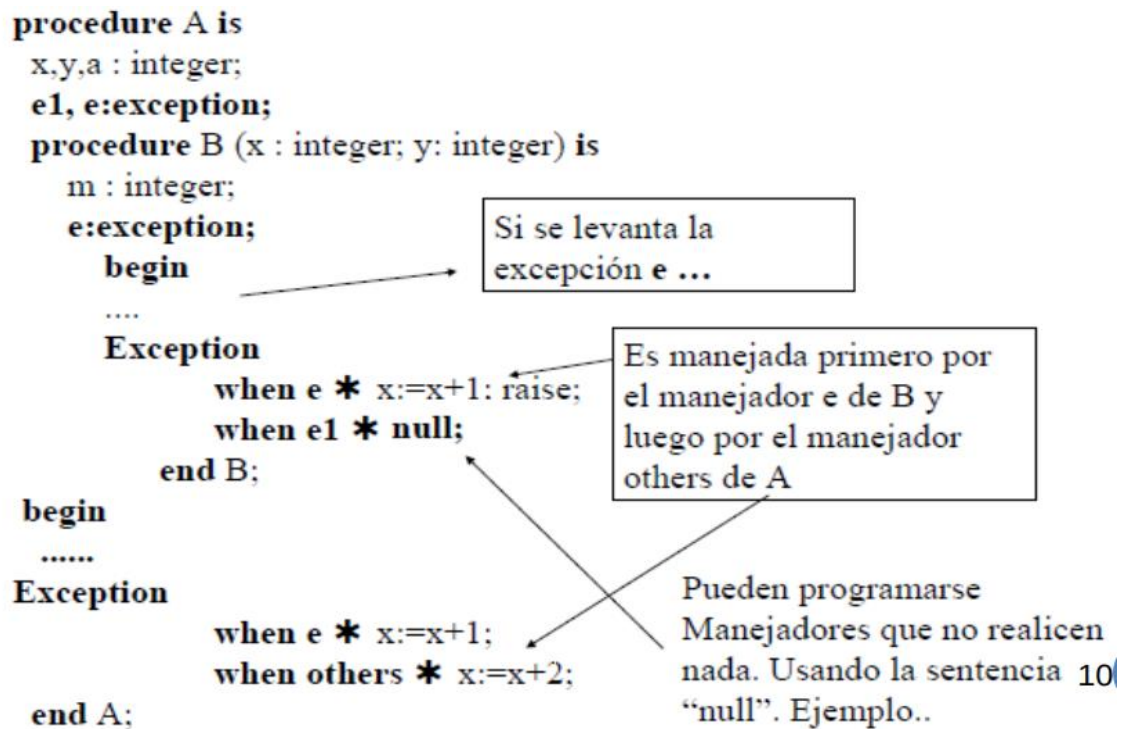 procedure A is
x,y,a : integer;
e1, e:exception;
procedure B (x : integer; y: integer) is
m : integer;
e:exception;
begin
....
Exception
when e ✱ x:=x+1: raise;
when e1 ✱ null;
end B;
begin
......
Exception
when e ✱ x:=x+1;
when others ✱ x:=x+2;
end A;
Si se levanta la
excepción e ...
Es manejada primero por
el manejador e de B y
luego por el manejador
others de A
Pueden programarse
Manejadores que no realicen
nada. Usando la sentencia
“null”. Ejemplo..
10